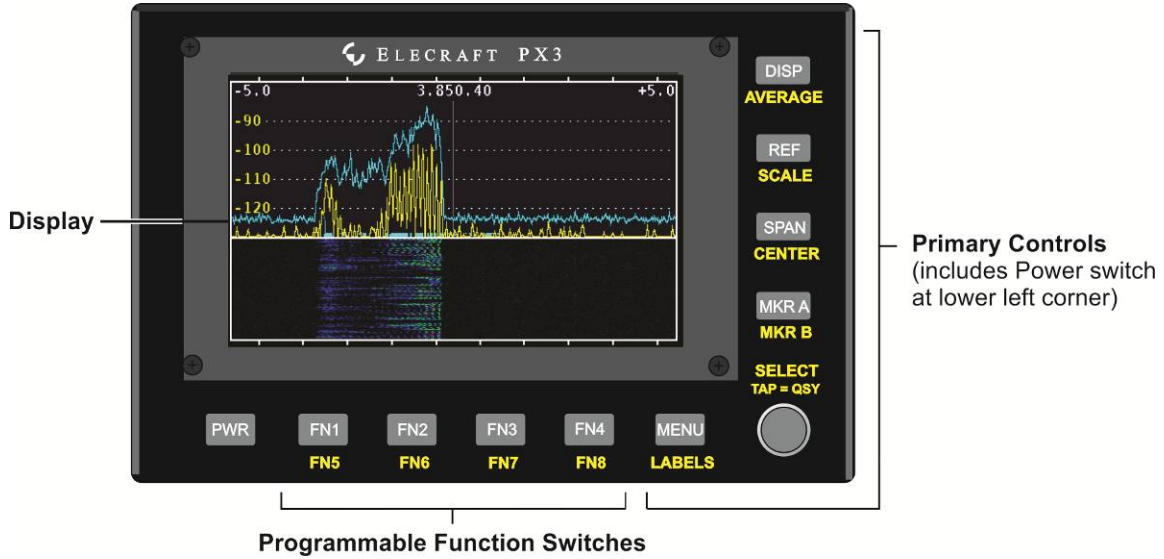 ELECRAFT PX3
-5.0 3.850.40 +5.0
-90
-100
-110
-120
DISP
AVERAGE
REF
SCALE
SPAN
CENTER
MKR A
MKR B
SELECT
TAP = QSY
Display
Primary Controls
(includes Power switch
at lower left corner)
PWR FN1 FN2 FN3 FN4 MENU
FN5 FN6 FN7 FN8 LABELS
Programmable Function Switches